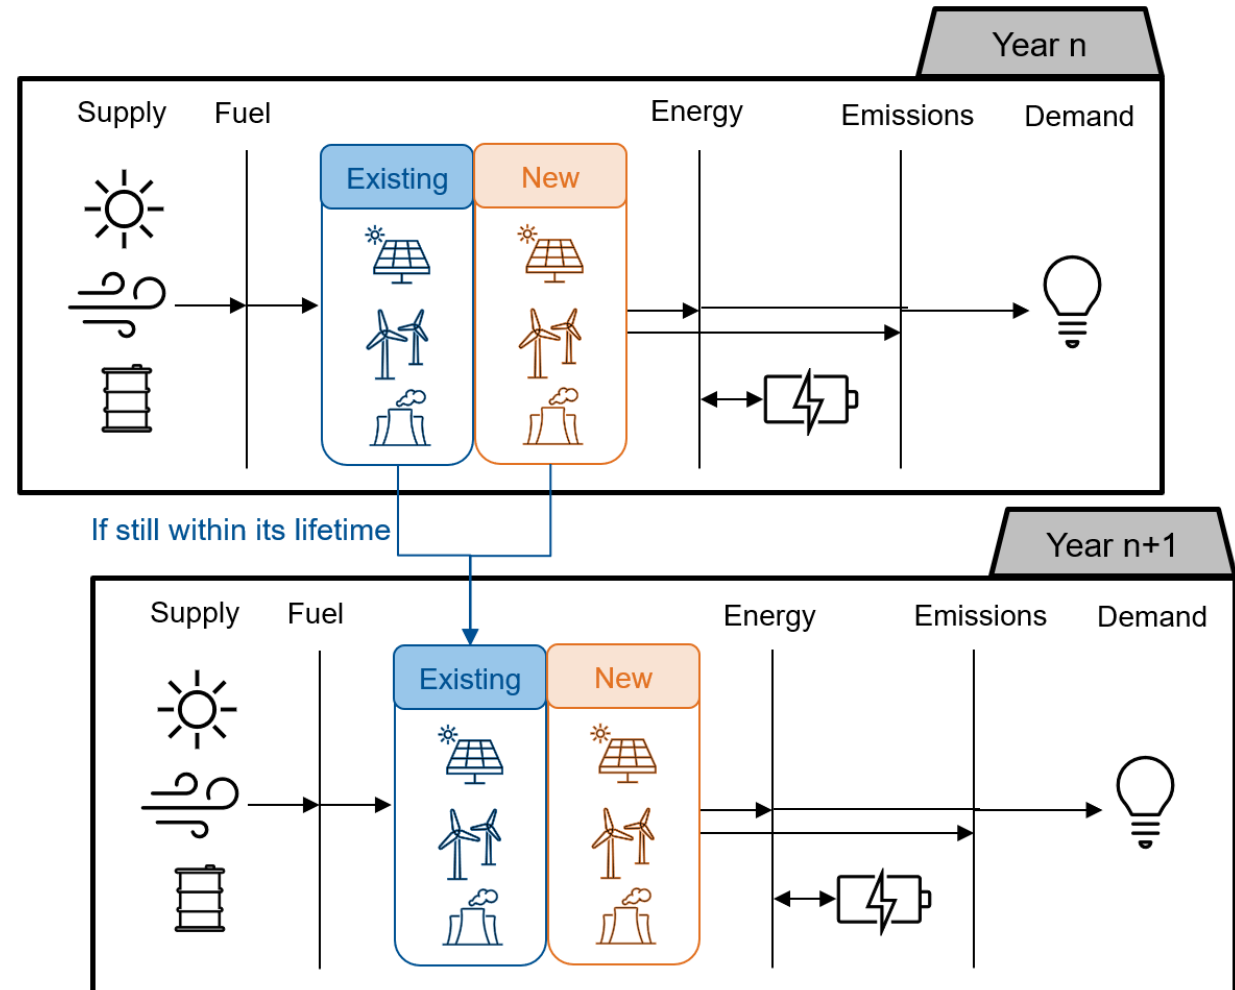 Year n
Supply
Fuel
Energy
Emissions
Demand
Existing
New
If still within its lifetime
Year n+1
Supply
Fuel
Energy
Emissions
Demand
Existing
New